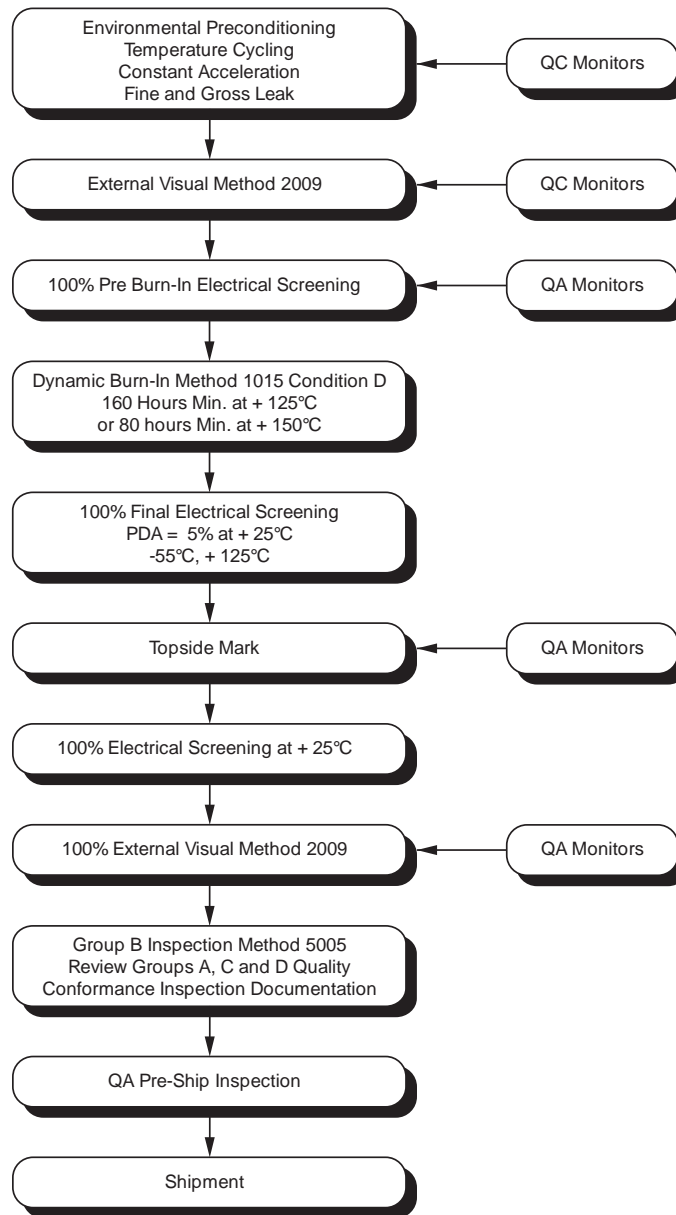 Environmental Preconditioning
Temperature Cycling
Constant Acceleration
Fine and Gross Leak
QC Monitors
External Visual Method 2009
QC Monitors
100% Pre Burn-In Electrical Screening
QA Monitors
Dynamic Burn-In Method 1015 Condition D
160 Hours Min. at + 125°C
or 80 hours Min. at + 150°C
100% Final Electrical Screening
PDA = 5% at + 25°C
-55°C, + 125°C
Topside Mark
QA Monitors
100% Electrical Screening at + 25°C
100% External Visual Method 2009
QA Monitors
Group B Inspection Method 5005
Review Groups A, C and D Quality
Conformance Inspection Documentation
QA Pre-Ship Inspection
Shipment